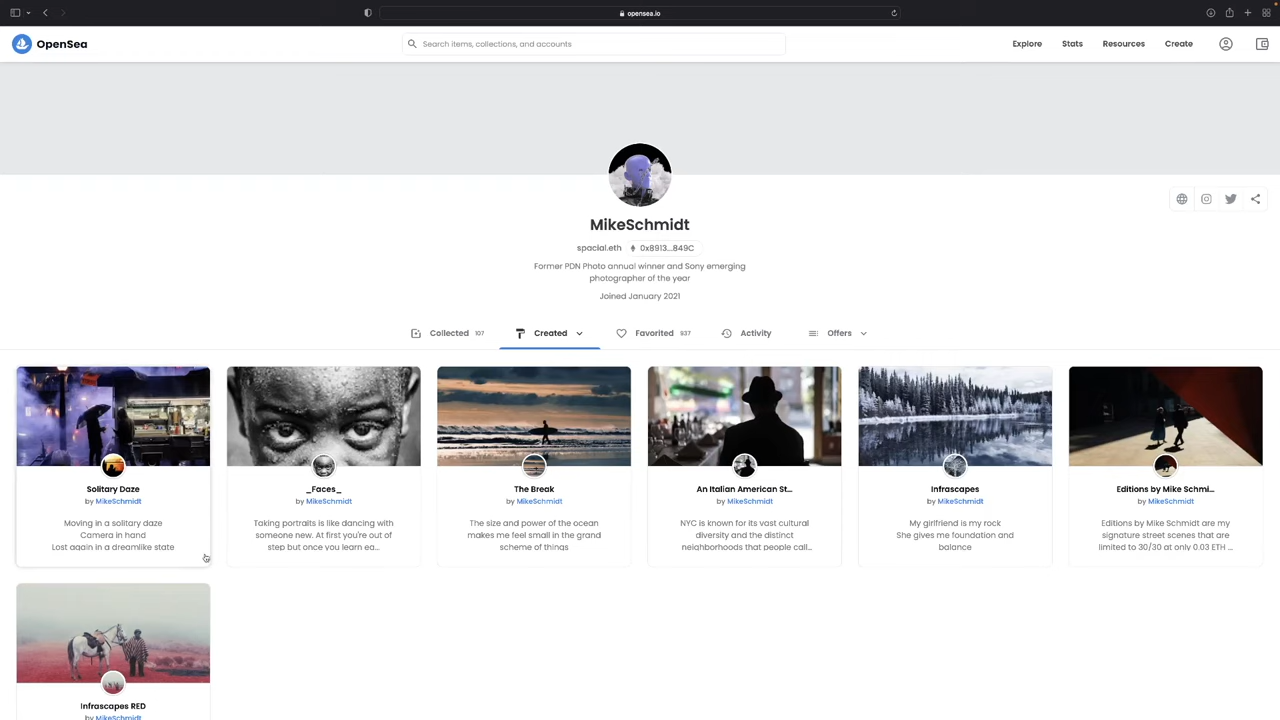 opensea.io
OpenSea
Search items, collections, and accounts
Explore
Stats
Resources
Create
MikeSchmidt
spacial.eth
0x8913...849C
Former PDN Photo annual winner and Sony emerging
photographer of the year
Joined January 2021
Collected 107
Created
Favorited 937
Activity
Offers
Solitary Daze
by MikeSchmidt
Moving in a solitary daze
Camera in hand
Lost again in a dreamlike state
_Faces_
by MikeSchmidt
Taking portraits is like dancing with
someone new. At first you're out of
step but once you learn ea...
The Break
by MikeSchmidt
The size and power of the ocean
makes me feel small in the grand
scheme of things
An Italian American St...
by MikeSchmidt
NYC is known for its vast cultural
diversity and the distinct
neighborhoods that people call...
Infrascapes
by MikeSchmidt
My girlfriend is my rock
She gives me foundation and
balance
Editions by Mike Schmi...
by MikeSchmidt
Editions by Mike Schmidt are my
signature street scenes that are
limited to 30/30 at only 0.03 ETH ...
Infrascapes RED
by MikeSchmidt